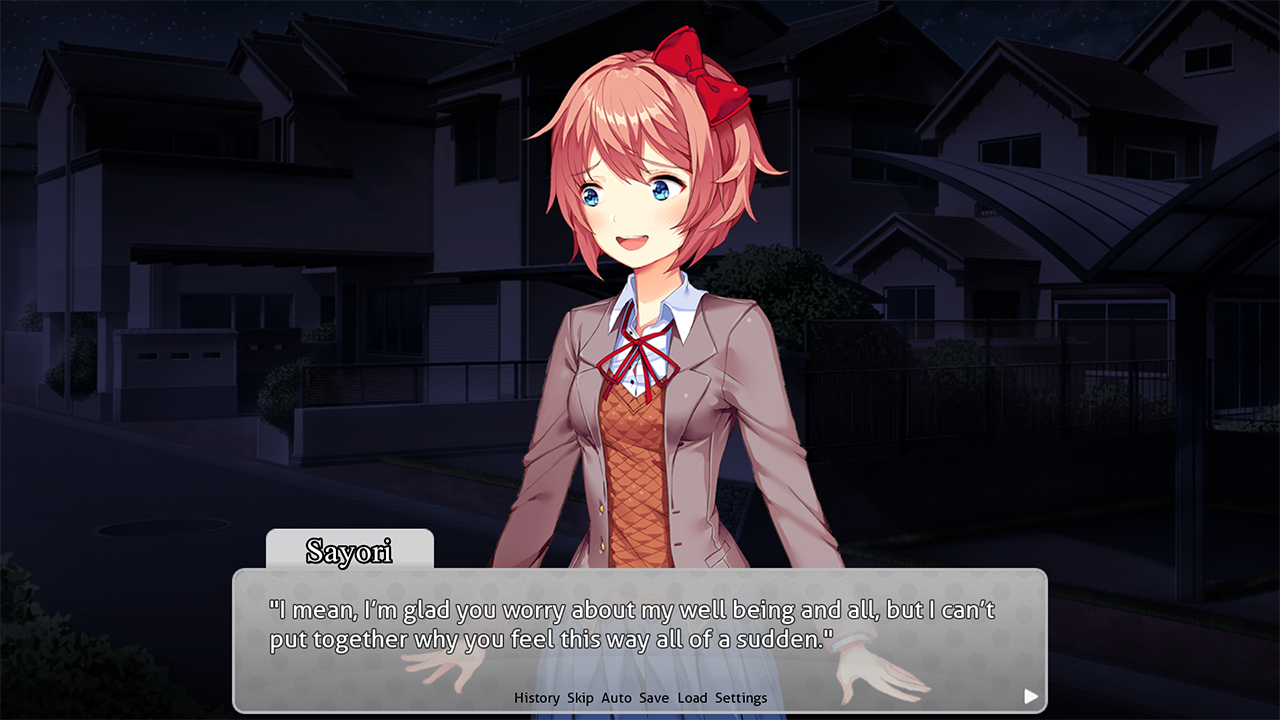 Sayori
"I mean, I’m glad you worry about my well being and all, but I can’t
put together why you feel this way all of a sudden."
History Skip Auto Save Load Settings